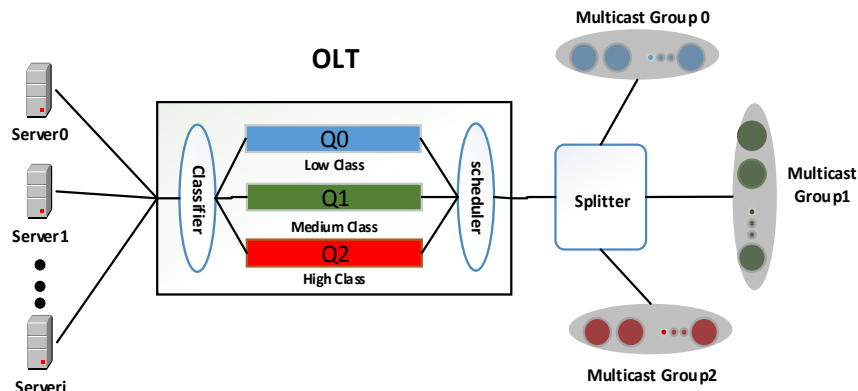 Multicast Group 0
OLT
Server0
Classifier
Q0
Low Class
scheduler
Q1
Medium Class
Splitter
Multicast
Group1
Server1
Q2
High Class
Multicast Group2
Serveri